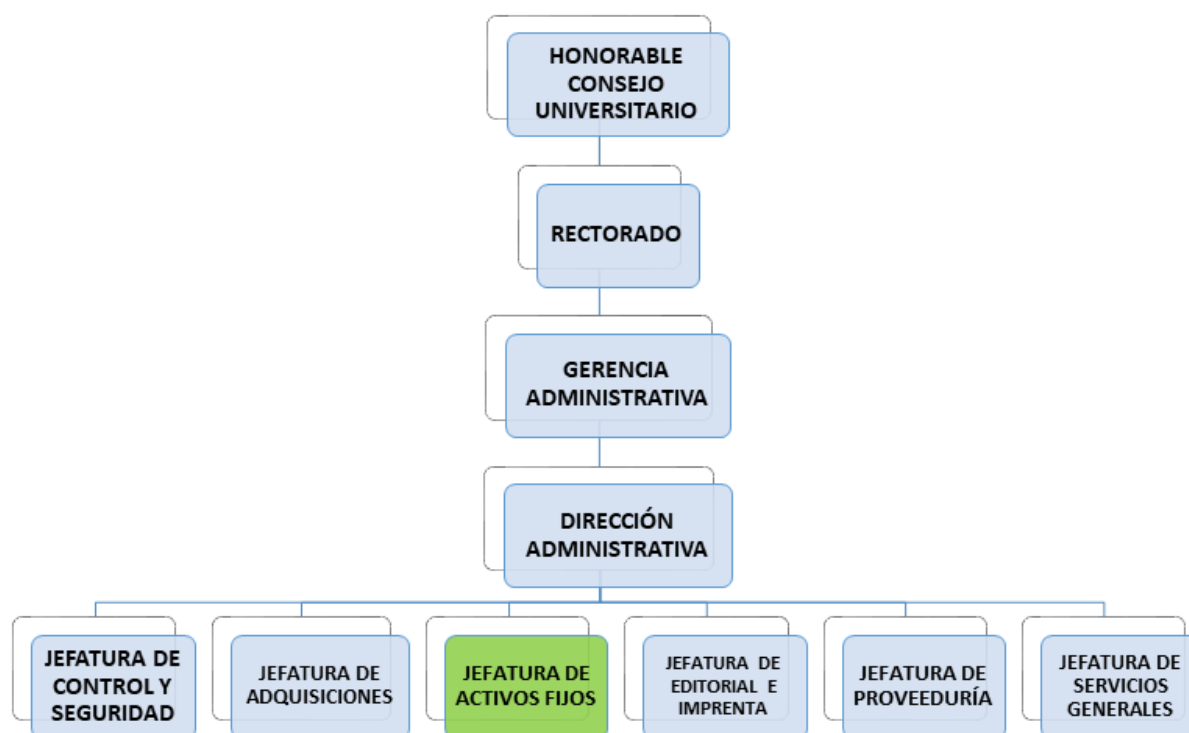 HONORABLE
CONSEJO
UNIVERSITARIO
RECTORADO
GERENCIA
ADMINISTRATIVA
DIRECCIÓN
ADMINISTRATIVA
JEFATURA DE
CONTROL Y
SEGURIDAD
JEFATURA DE
ADQUISICIONES
JEFATURA DE
ACTIVOS FIJOS
JEFATURA DE
EDITORIAL E
IMPRENTA
JEFATURA DE
PROVEEDURÍA
JEFATURA DE
SERVICIOS
GENERALES